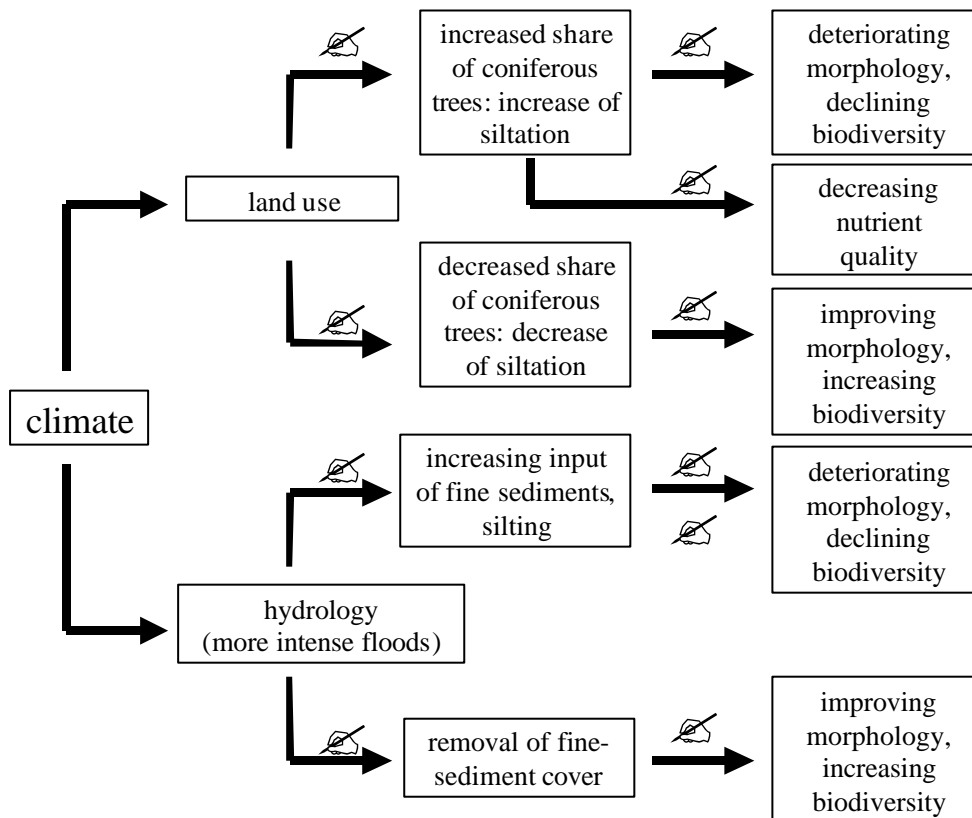 increased share
of coniferous
trees: increase of
siltation
deteriorating
morphology,
declining
biodiversity
land use
decreasing
nutrient
quality
decreased share
of coniferous
trees: decrease
of siltation
improving
morphology,
increasing
biodiversity
climate
increasing input
of fine sediments,
silting
deteriorating
morphology,
declining
biodiversity
hydrology
(more intense floods)
removal of fine-
sediment cover
improving
morphology,
increasing
biodiversity